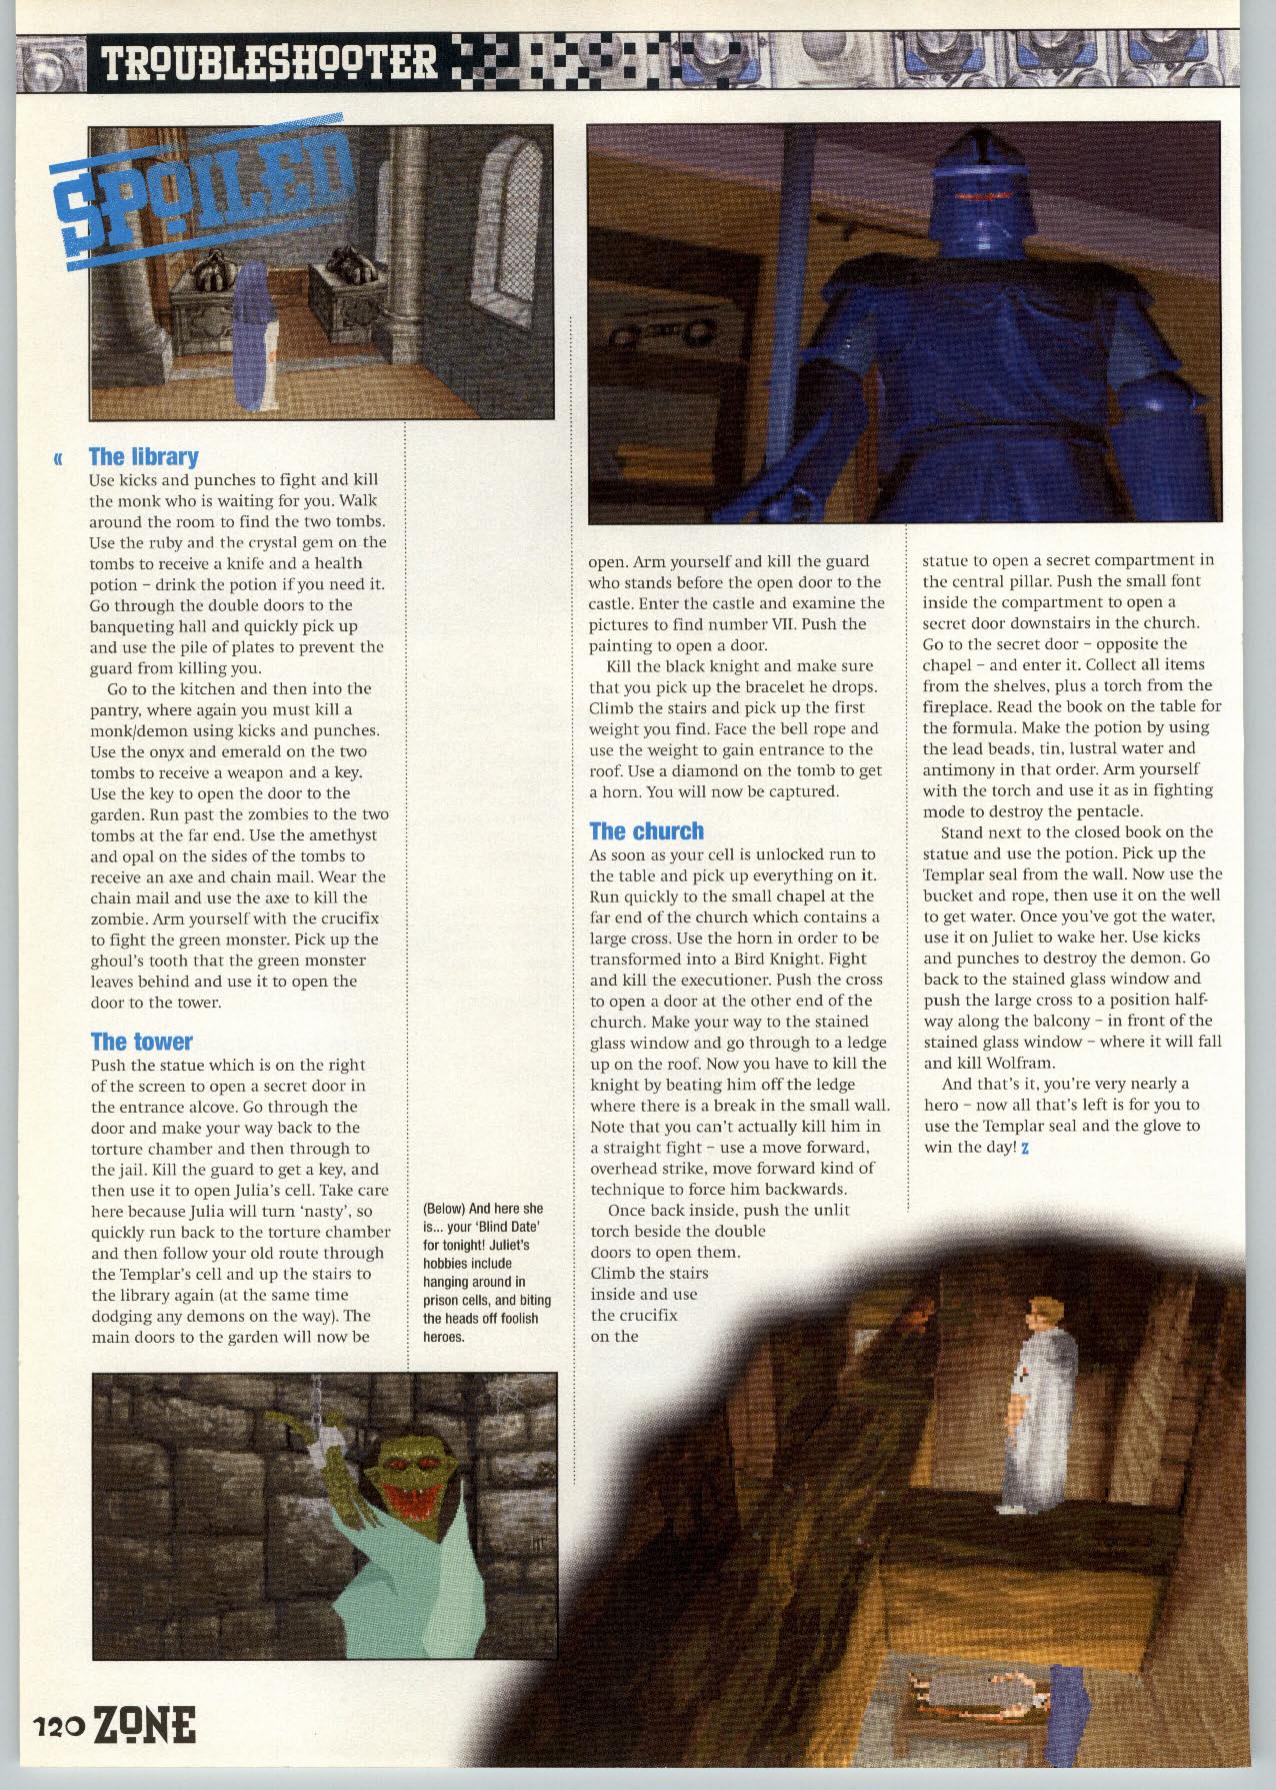 TROUBLESHOOTER
SPOILED
« The library
Use kicks and punches to fight and kill
the monk who is waiting for you. Walk
around the room to find the two tombs.
Use the ruby and the crystal gem on the
tombs to receive a knife and a health
potion – drink the potion if you need it.
Go through the double doors to the
banqueting hall and quickly pick up
and use the pile of plates to prevent the
guard from killing you.
Go to the kitchen and then into the
pantry, where again you must kill a
monk/demon using kicks and punches.
Use the onyx and emerald on the two
tombs to receive a weapon and a key.
Use the key to open the door to the
garden. Run past the zombies to the two
tombs at the far end. Use the amethyst
and opal on the sides of the tombs to
receive an axe and chain mail. Wear the
chain mail and use the axe to kill the
zombie. Arm yourself with the crucifix
to fight the green monster. Pick up the
ghoul's tooth that the green monster
leaves behind and use it to open the
door to the tower.
The tower
Push the statue which is on the right
of the screen to open a secret door in
the entrance alcove. Go through the
door and make your way back to the
torture chamber and then through to
the jail. Kill the guard to get a key, and
then use it to open Julia's cell. Take care
here because Julia will turn 'nasty', so
quickly run back to the torture chamber
and then follow your old route through
the Templar's cell and up the stairs to
the library again (at the same time
dodging any demons on the way). The
main doors to the garden will now be
(Below) And here she
is... your 'Blind Date'
for tonight! Juliet's
hobbies include
hanging around in
prison cells, and biting
the heads off foolish
heroes.
open. Arm yourself and kill the guard
who stands before the open door to the
castle. Enter the castle and examine the
pictures to find number VII. Push the
painting to open a door.
Kill the black knight and make sure
that you pick up the bracelet he drops.
Climb the stairs and pick up the first
weight you find. Face the bell rope and
use the weight to gain entrance to the
roof. Use a diamond on the tomb to get
a horn. You will now be captured.
The church
As soon as your cell is unlocked run to
the table and pick up everything on it.
Run quickly to the small chapel at the
far end of the church which contains a
large cross. Use the horn in order to be
transformed into a Bird Knight. Fight
and kill the executioner. Push the cross
to open a door at the other end of the
church. Make your way to the stained
glass window and go through to a ledge
up on the roof. Now you have to kill the
knight by beating him off the ledge
where there is a break in the small wall.
Note that you can't actually kill him in
a straight fight – use a move forward,
overhead strike, move forward kind of
technique to force him backwards.
Once back inside, push the unlit
torch beside the double
doors to open them.
Climb the stairs
inside and use
the crucifix
on the
statue to open a secret compartment in
the central pillar. Push the small font
inside the compartment to open a
secret door downstairs in the church.
Go to the secret door – opposite the
chapel – and enter it. Collect all items
from the shelves, plus a torch from the
fireplace. Read the book on the table for
the formula. Make the potion by using
the lead beads, tin, lustral water and
antimony in that order. Arm yourself
with the torch and use it as in fighting
mode to destroy the pentacle.
Stand next to the closed book on the
statue and use the potion. Pick up the
Templar seal from the wall. Now use the
bucket and rope, then use it on the well
to get water. Once you've got the water,
use it on Juliet to wake her. Use kicks
and punches to destroy the demon. Go
back to the stained glass window and
push the large cross to a position half-
way along the balcony – in front of the
stained glass window – where it will fall
and kill Wolfram.
And that's it, you're very nearly a
hero – now all that's left is for you to
use the Templar seal and the glove to
win the day! Z
120 ZONE